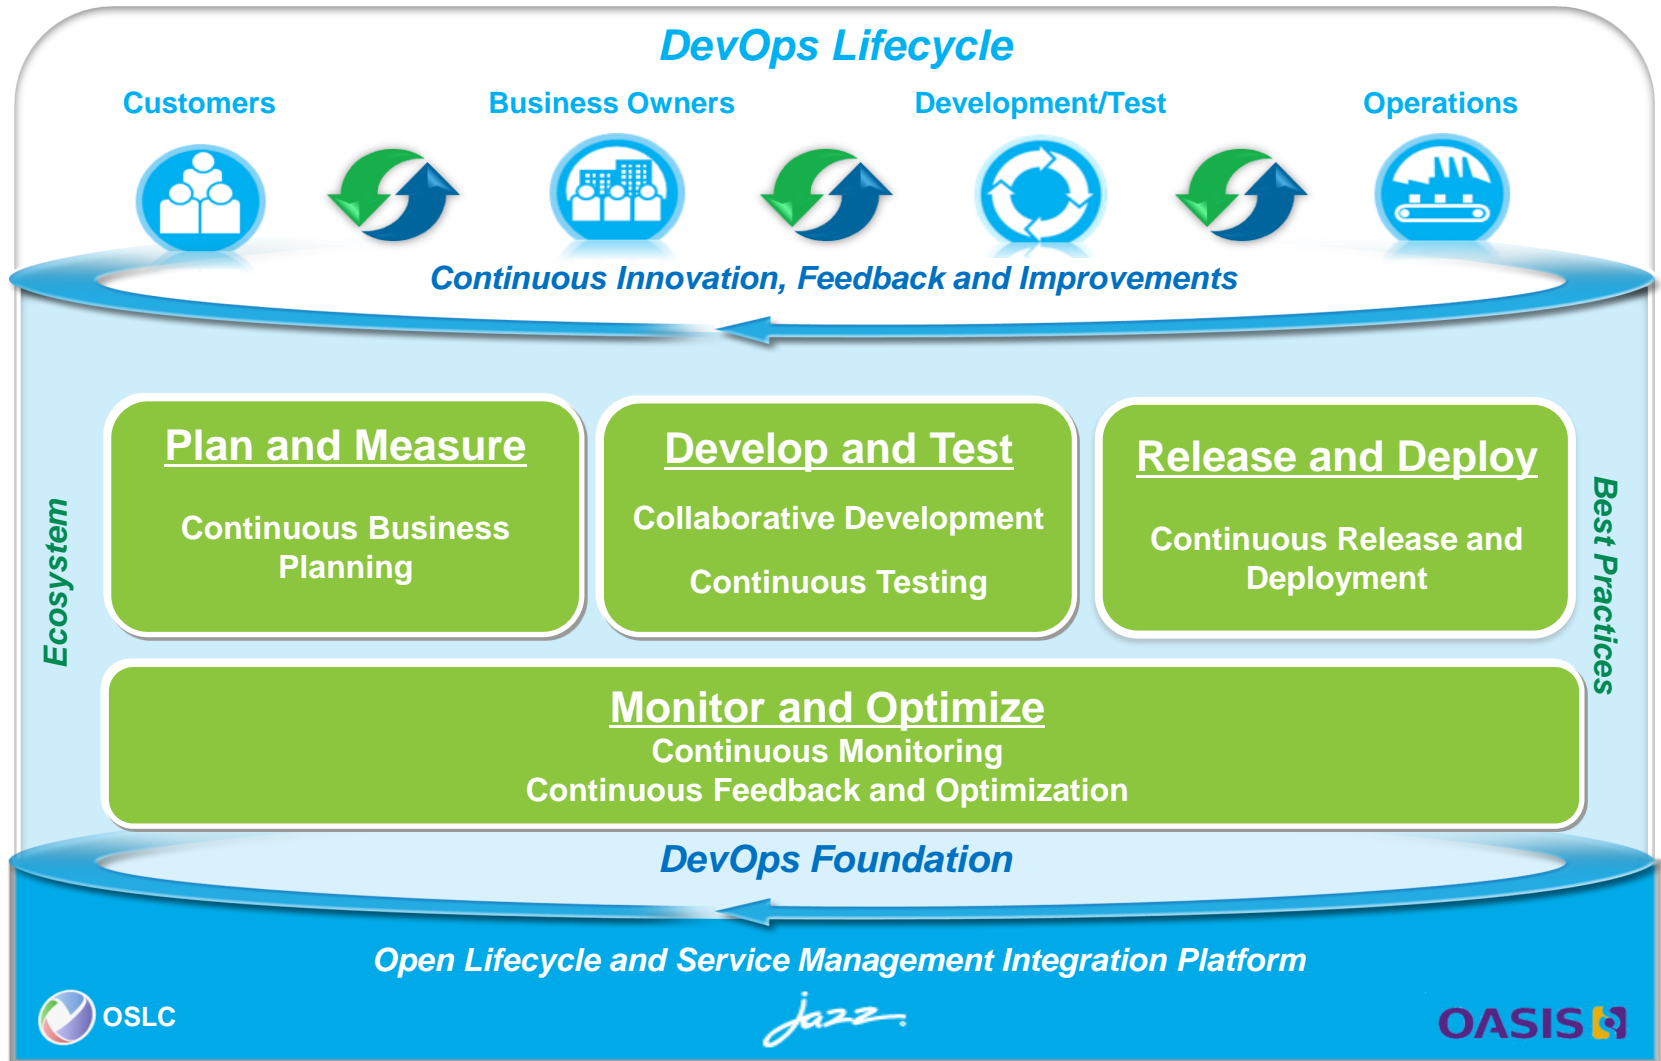 DevOps Lifecycle
Customers
Business Owners
Development/Test
Operations
Continuous Innovation, Feedback and Improvements
Ecosystem
Plan and Measure
Continuous Business
Planning
Develop and Test
Collaborative Development
Continuous Testing
Release and Deploy
Continuous Release and
Deployment
Best Practices
Monitor and Optimize
Continuous Monitoring
Continuous Feedback and Optimization
DevOps Foundation
Open Lifecycle and Service Management Integration Platform
OSLC
jazz
OASIS